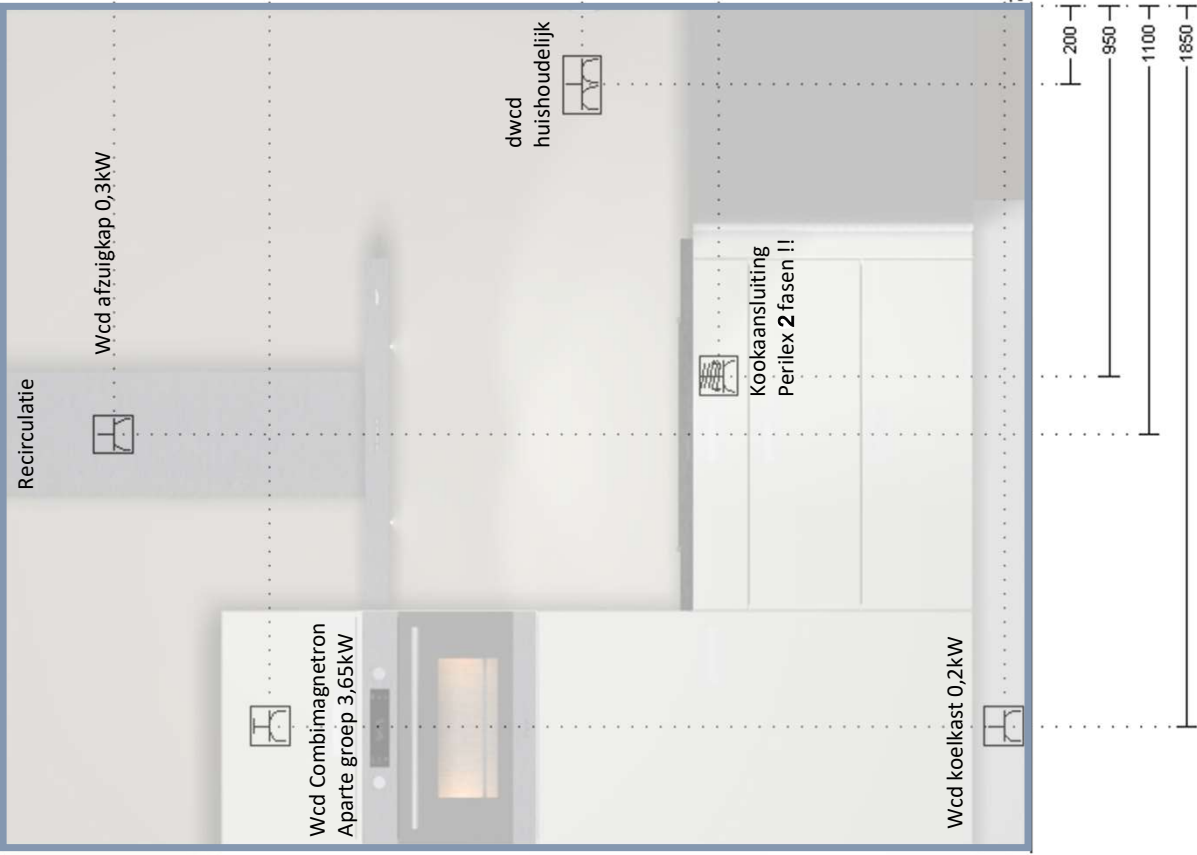 Recirculatie
Wcd afzuigkap 0,3kW
Wcd Combimagnetron
Aparte groep 3,65kW
dwcd
huishoudelijk
Kookaansluiting
Perilex 2 fasen !!
Wcd koelkast 0,2kW
200
950
1100
1850